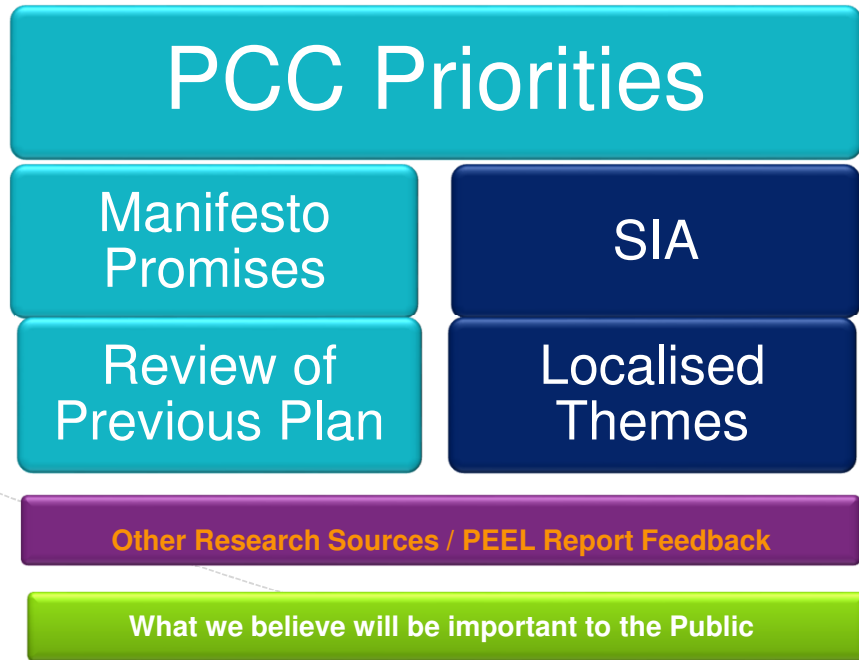 PCC Priorities
Manifesto
Promises
SIA
Review of
Previous Plan
Localised
Themes
Other Research Sources / PEEL Report Feedback
What we believe will be important to the Public